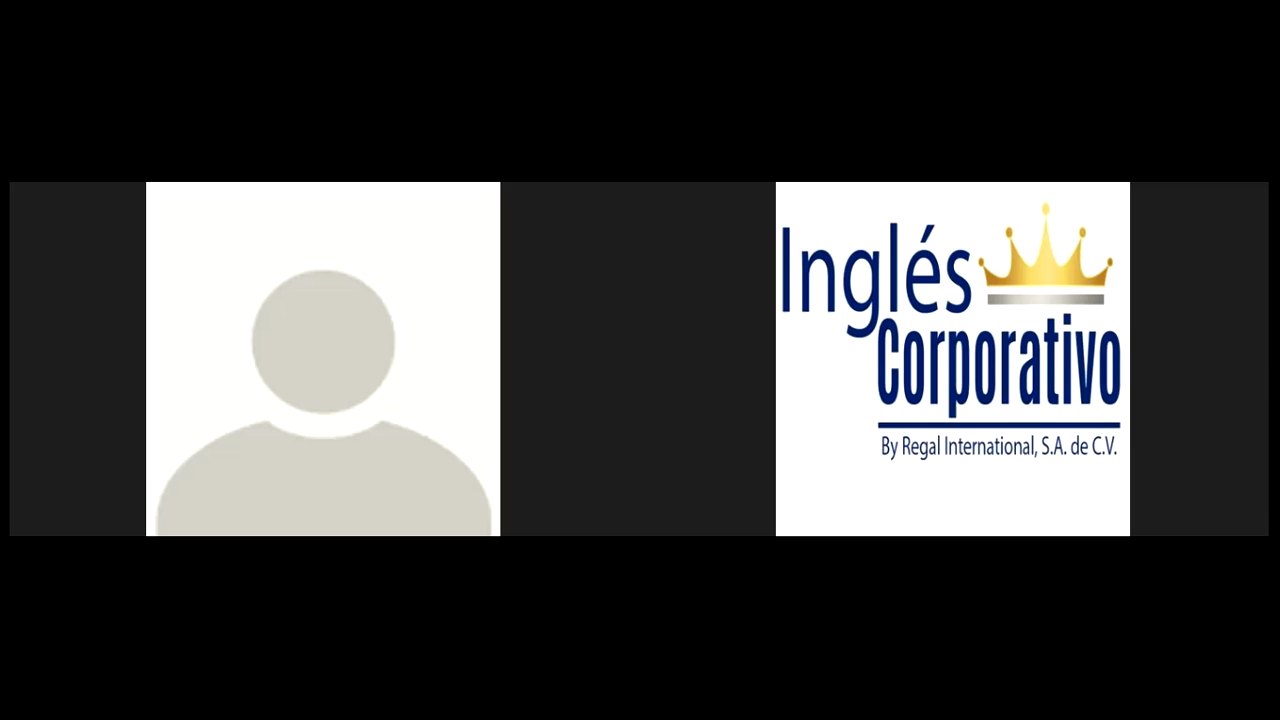 Inglés
Corporativo
By Regal International, S.A. de C.V.